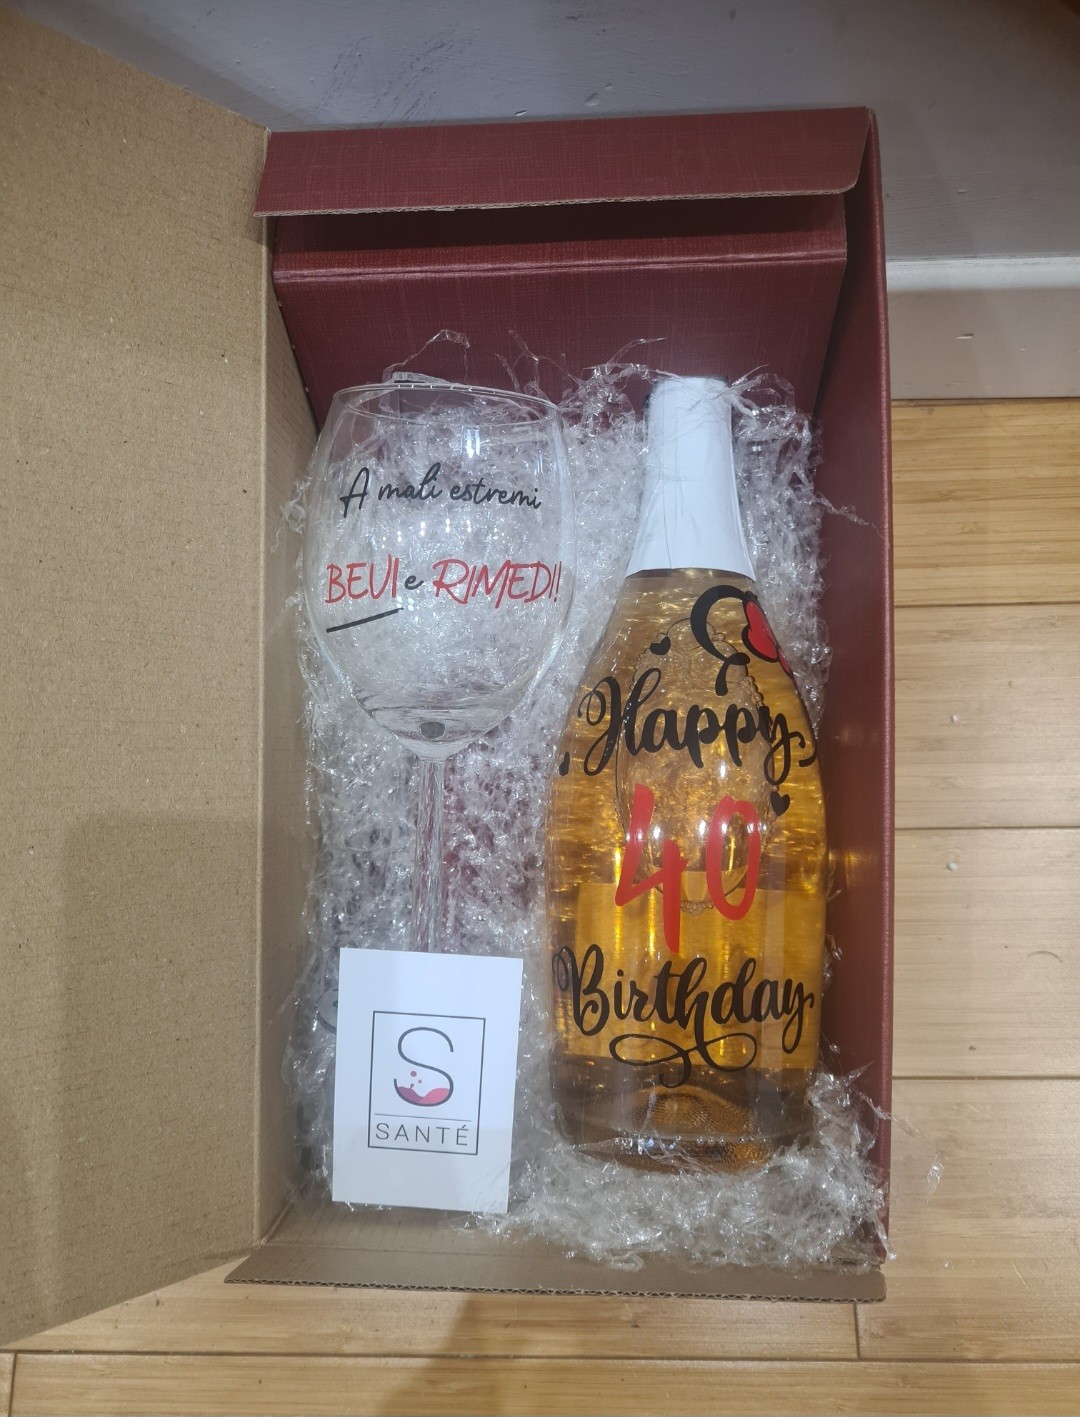 A mali estremi
BEVI e RIMEDI!
Happy
40
Birthday
S
SANTÉ